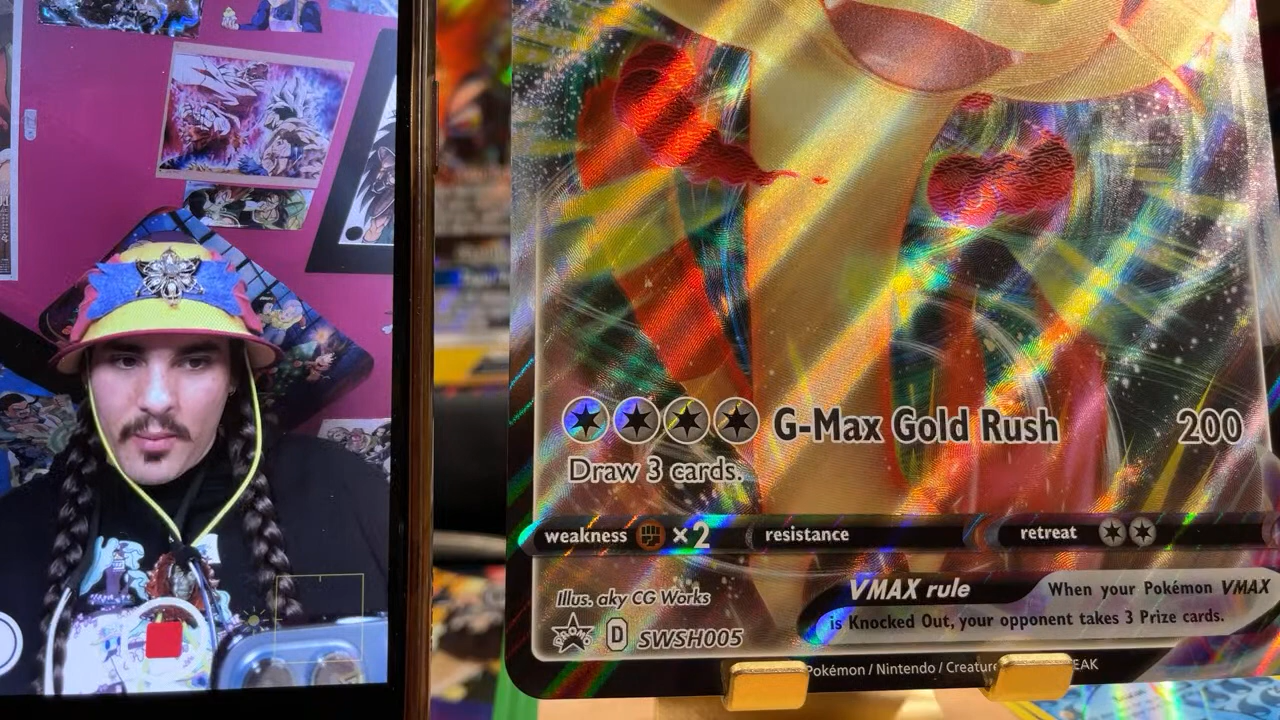 G-Max Gold Rush 200
Draw 3 cards.
weakness ×2 resistance retreat
VMAX rule When your Pokémon VMAX
is Knocked Out, your opponent takes 3 Prize cards.
Illus. aky CG Works
PROMO D SWSH005
Pokémon / Nintendo / Creature EAK